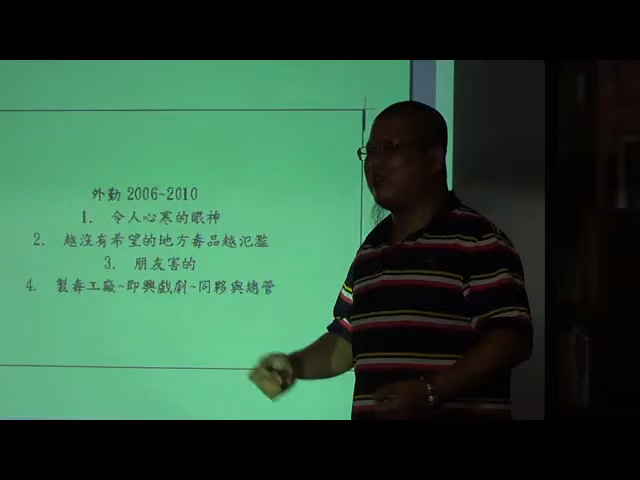 外勤 2006~2010
1. 令人心寒的眼神
2. 越沒有希望的地方毒品越氾濫
3. 朋友害的
4. 製毒工廠~即興戲劇~同夥與總管